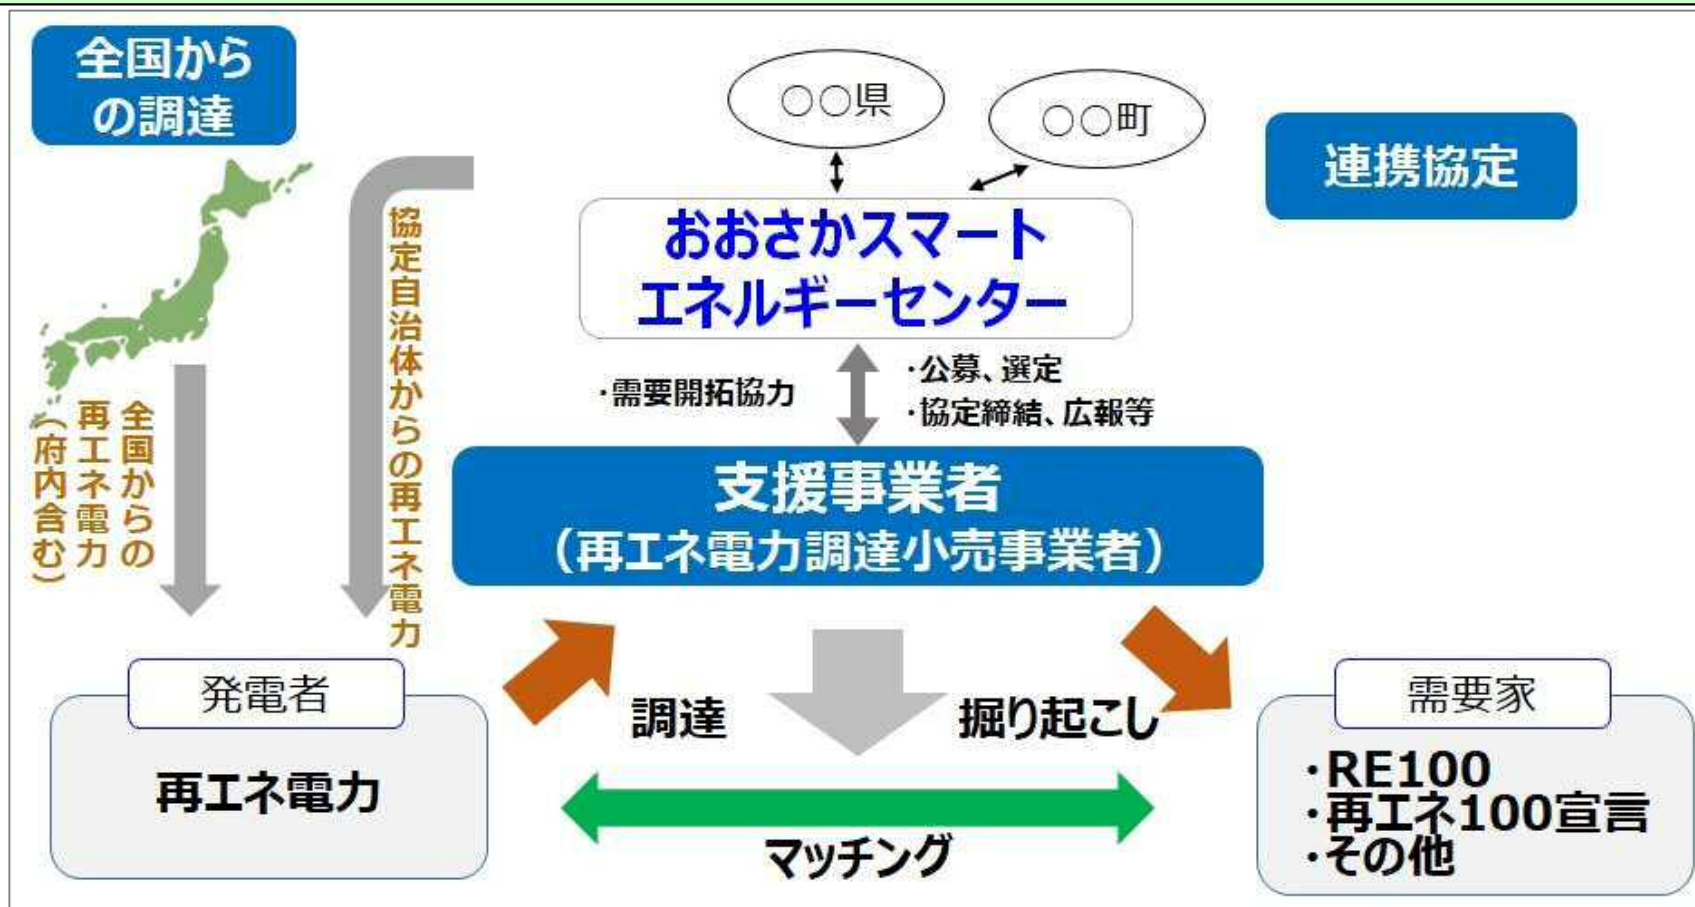 全国から
の調達
○○県
○○町
連携協定
おおさかスマート
エネルギーセンター
・需要開拓協力
・公募、選定
・協定締結、広報等
協定自治体からの再エネ電力
全国からの
再エネ電力
（府内含む）
支援事業者
（再エネ電力調達小売事業者）
発電者
再エネ電力
調達
掘り起こし
マッチング
需要家
・RE100
・再エネ100宣言
・その他